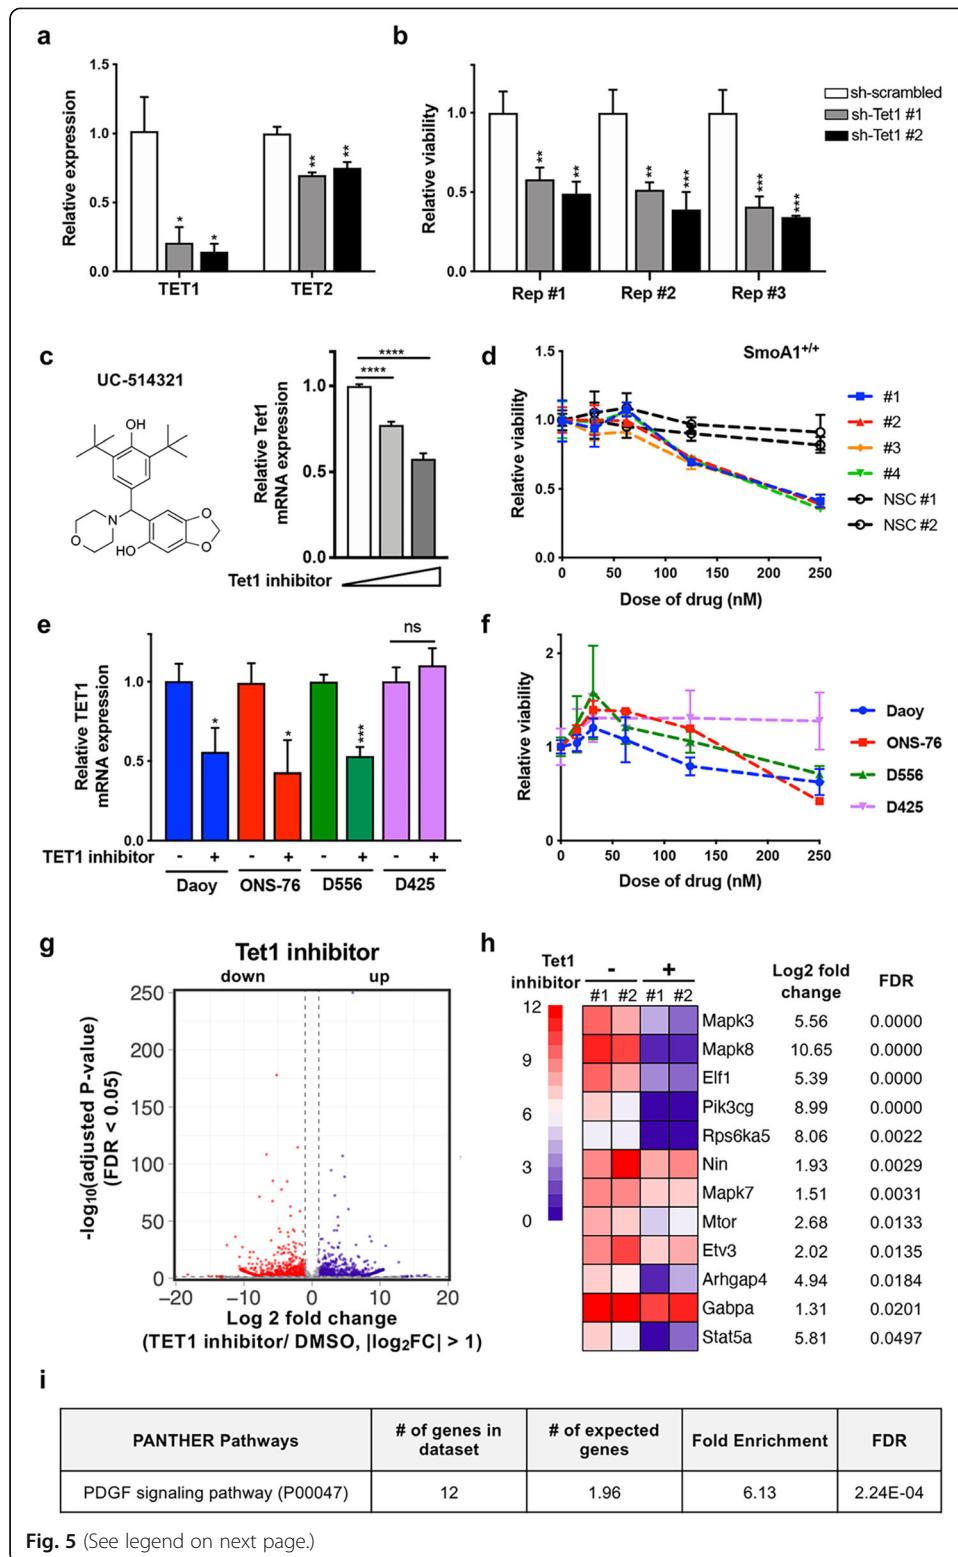 a
Relative expression
1.5
1.0
0.5
0.0
* *
** **
TET1 TET2
b
Relative viability
1.0
0.5
0.0
** **
** ***
*** ***
Rep #1 Rep #2 Rep #3
sh-scrambled
sh-Tet1 #1
sh-Tet1 #2
c
UC-514321
OH
N
O
HO
O
O
Relative Tet1
mRNA expression
1.0
0.5
0.0
****
****
Tet1 inhibitor
d
SmoA1+/+
Relative viability
1.5
1.0
0.5
0.0
0 50 100 150 200 250
Dose of drug (nM)
#1
#2
#3
#4
NSC #1
NSC #2
e
Relative TET1
mRNA expression
1.0
0.5
0.0
*
*
***
ns
TET1 inhibitor - + - + - + - +
Daoy ONS-76 D556 D425
f
Relative viability
2
1
0
0 50 100 150 200 250
Dose of drug (nM)
Daoy
ONS-76
D556
D425
g
Tet1 inhibitor
down up
-log10(adjusted P-value)
(FDR < 0.05)
250
200
150
100
50
0
−20 −10 0 10 20
Log 2 fold change
(TET1 inhibitor/ DMSO, |log2FC| > 1)
h
Tet1
inhibitor
- +
#1 #2 #1 #2
Log2 fold
change
FDR
12
9
6
3
0
Mapk3 5.56 0.0000
Mapk8 10.65 0.0000
Elf1 5.39 0.0000
Pik3cg 8.99 0.0000
Rps6ka5 8.06 0.0022
Nin 1.93 0.0029
Mapk7 1.51 0.0031
Mtor 2.68 0.0133
Etv3 2.02 0.0135
Arhgap4 4.94 0.0184
Gabpa 1.31 0.0201
Stat5a 5.81 0.0497
i
PANTHER Pathways
# of genes in
dataset
# of expected
genes
Fold Enrichment
FDR
PDGF signaling pathway (P00047) 12 1.96 6.13 2.24E-04
Fig. 5 (See legend on next page.)